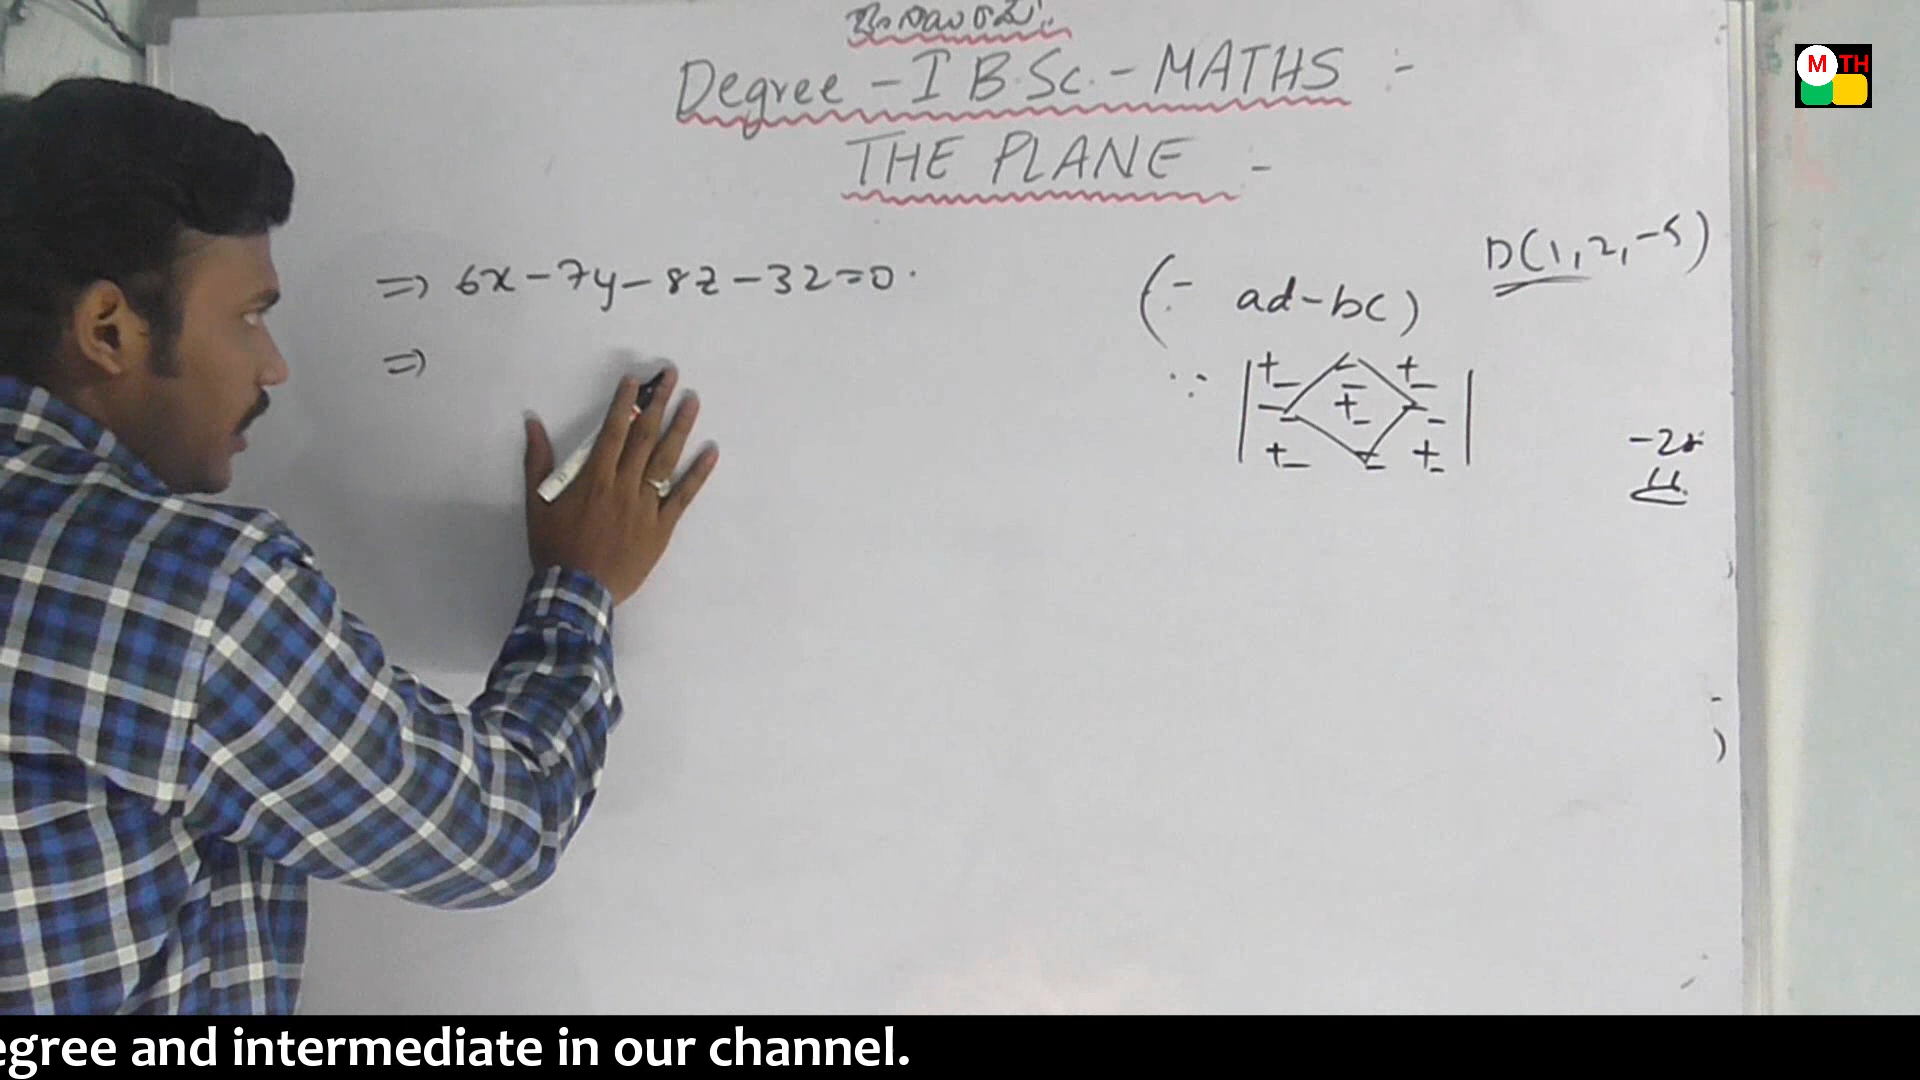 Degree - I B.Sc. - MATHS :-
THE PLANE -
⇒ 6x - 7y - 8z - 32 = 0.
⇒
D(1, 2, -5)
(- ad - bc)
M TH
egree and intermediate in our channel.